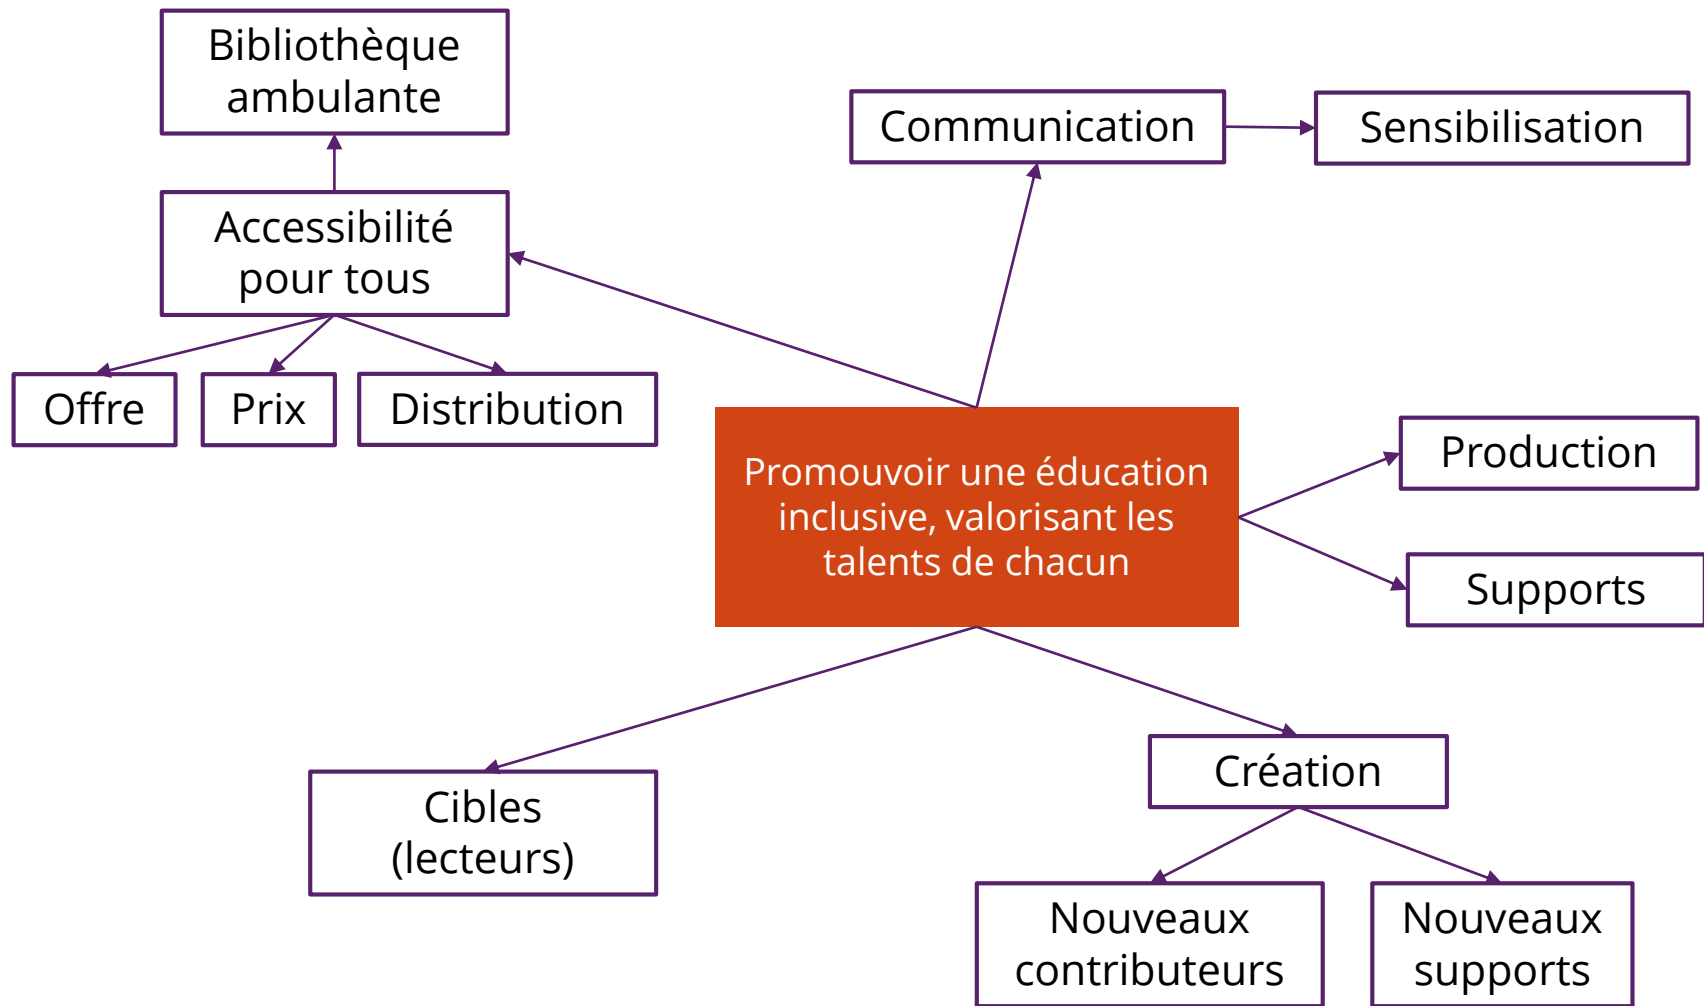 Bibliothèque
ambulante
Communication
Sensibilisation
Accessibilité
pour tous
Offre
Prix
Distribution
Promouvoir une éducation
inclusive, valorisant les
talents de chacun
Production
Supports
Cibles
(lecteurs)
Création
Nouveaux
contributeurs
Nouveaux
supports